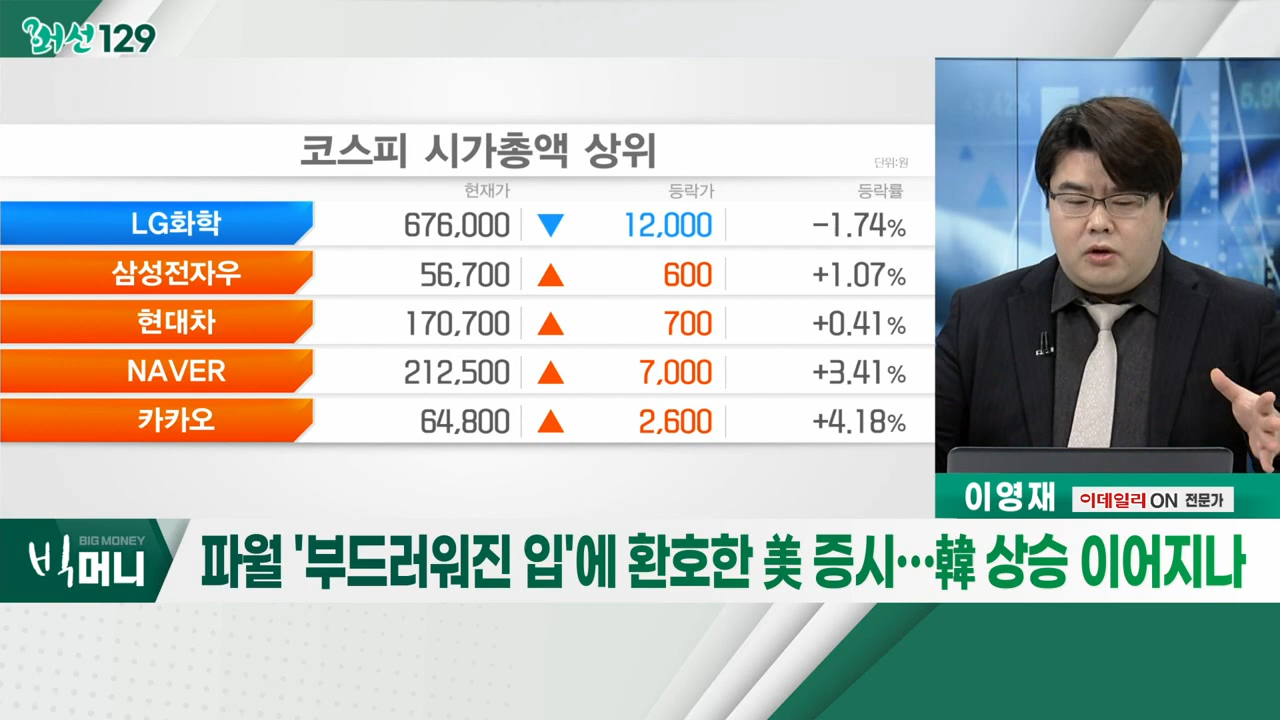 머선129
코스피 시가총액 상위
단위:원
현재가 등락가 등락률
LG화학 676,000 ▼ 12,000 -1.74%
삼성전자우 56,700 ▲ 600 +1.07%
현대차 170,700 ▲ 700 +0.41%
NAVER 212,500 ▲ 7,000 +3.41%
카카오 64,800 ▲ 2,600 +4.18%
이영재 이데일리ON 전문가
BIG MONEY
빅머니
파월 '부드러워진 입'에 환호한 美 증시…韓 상승 이어지나